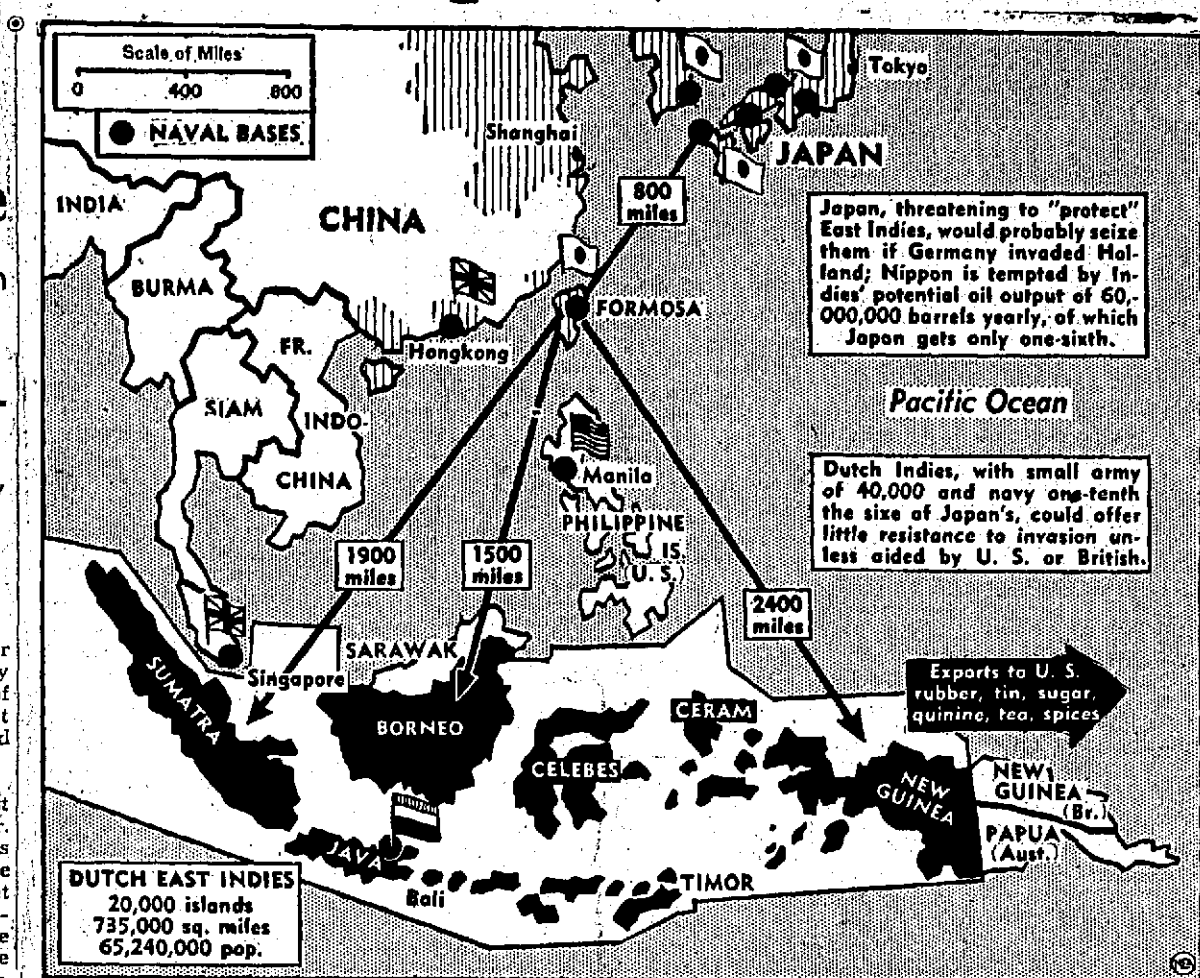 Scale of Miles
0 400 800
NAVAL BASES
Tokyo
Shanghai
JAPAN
INDIA
CHINA
800
miles
Japan, threatening to "protect"
East Indies, would probably seize
them if Germany invaded Hol-
land; Nippon is tempted by In-
dies' potential oil output of 60,-
000,000 barrels yearly, of which
Japan gets only one-sixth.
BURMA
FORMOSA
FR.
Hongkong
SIAM
INDO-
CHINA
Pacific Ocean
Manila
PHILIPPINE
IS.
(U. S.)
Dutch Indies, with small army
of 40,000 and navy one-tenth
the size of Japan's, could offer
little resistance to invasion un-
less aided by U. S. or British.
1900
miles
1500
miles
2400
miles
SARAWAK
Singapore
SUMATRA
BORNEO
CERAM
CELEBES
Exports to U. S.
rubber, tin, sugar,
quinine, tea, spices
NEW
GUINEA
NEW
GUINEA
(Br.)
PAPUA
(Aust.)
JAVA
Bali
TIMOR
DUTCH EAST INDIES
20,000 islands
735,000 sq. miles
65,240,000 pop.